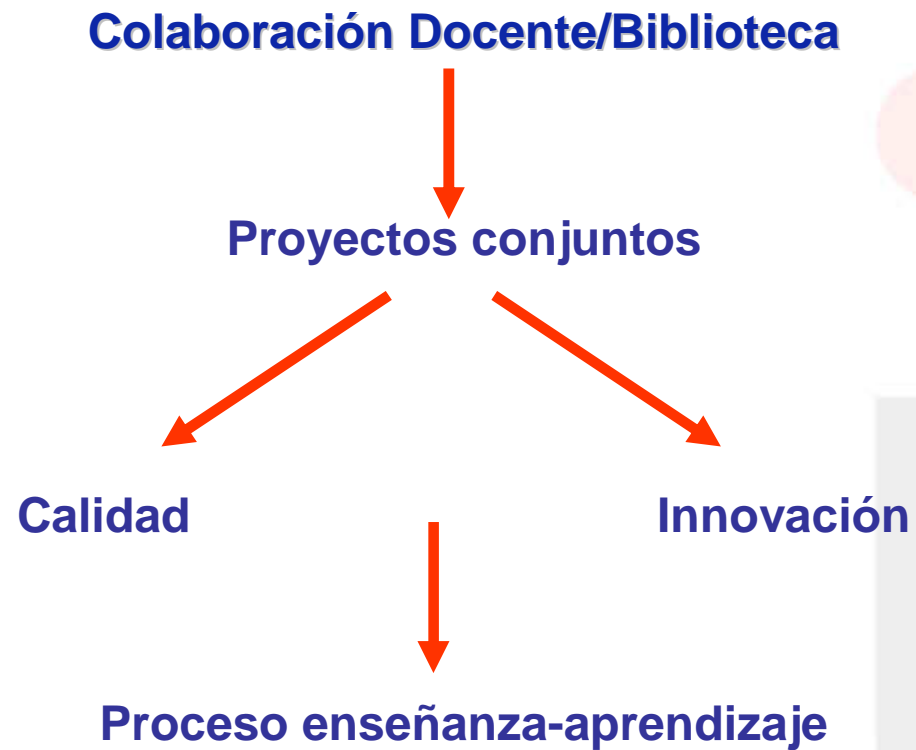 Colaboración Docente/Biblioteca
Proyectos conjuntos
Calidad
Innovación
Proceso enseñanza-aprendizaje